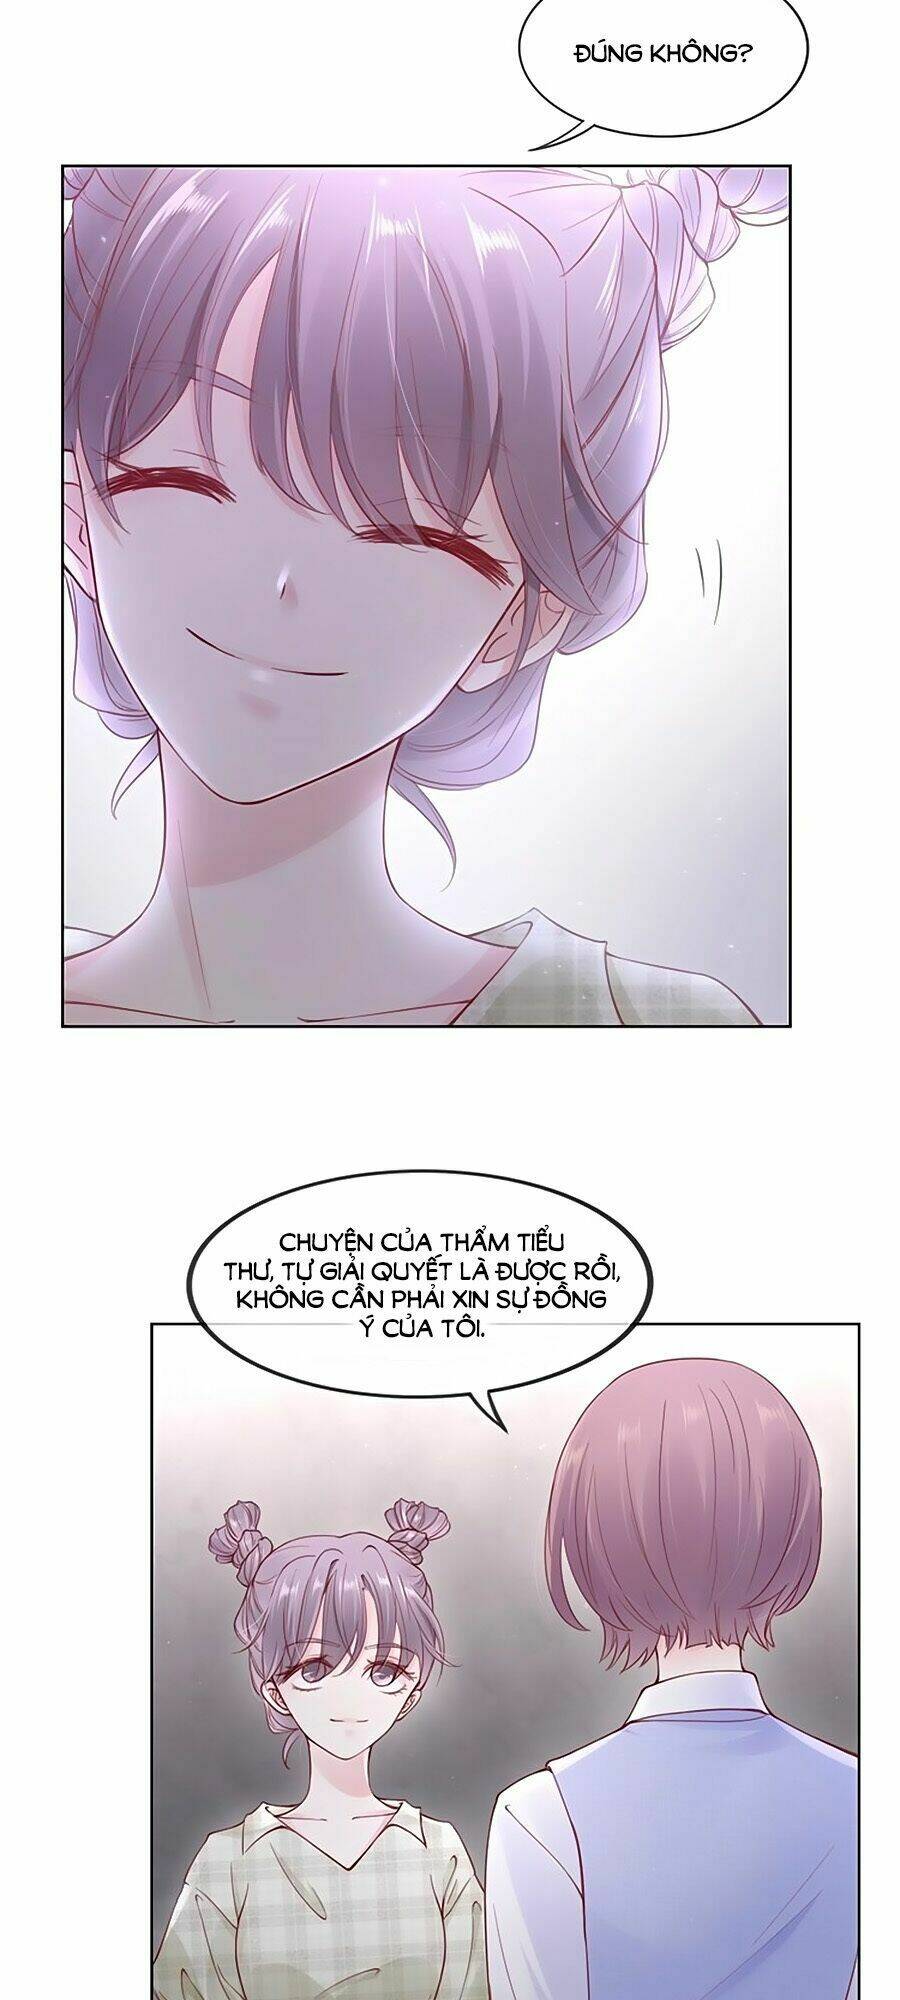 ĐÚNG KHÔNG?
CHUYỆN CỦA THẨM TIỂU
THƯ, TỰ GIẢI QUYẾT LÀ ĐƯỢC RỒI,
KHÔNG CẦN PHẢI XIN SỰ ĐỒNG
Ý CỦA TÔI.